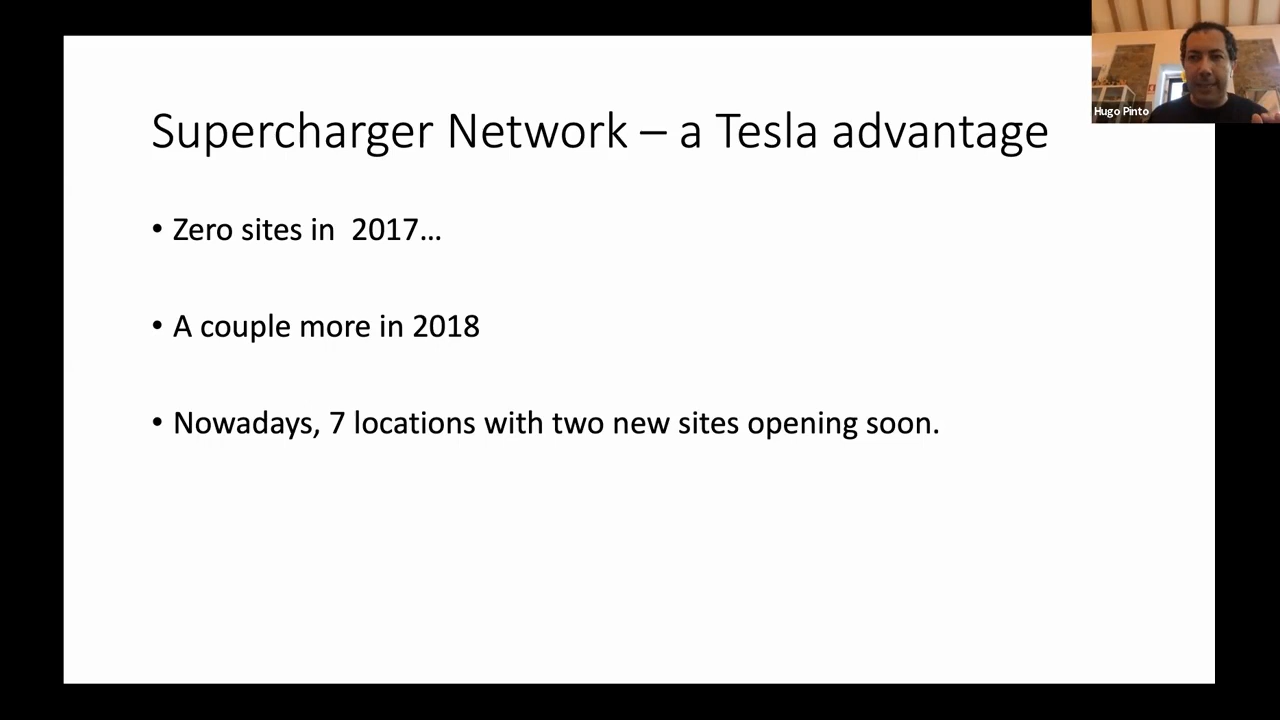 Hugo Pinto
Supercharger Network – a Tesla advantage
• Zero sites in  2017…
• A couple more in 2018
• Nowadays, 7 locations with two new sites opening soon.